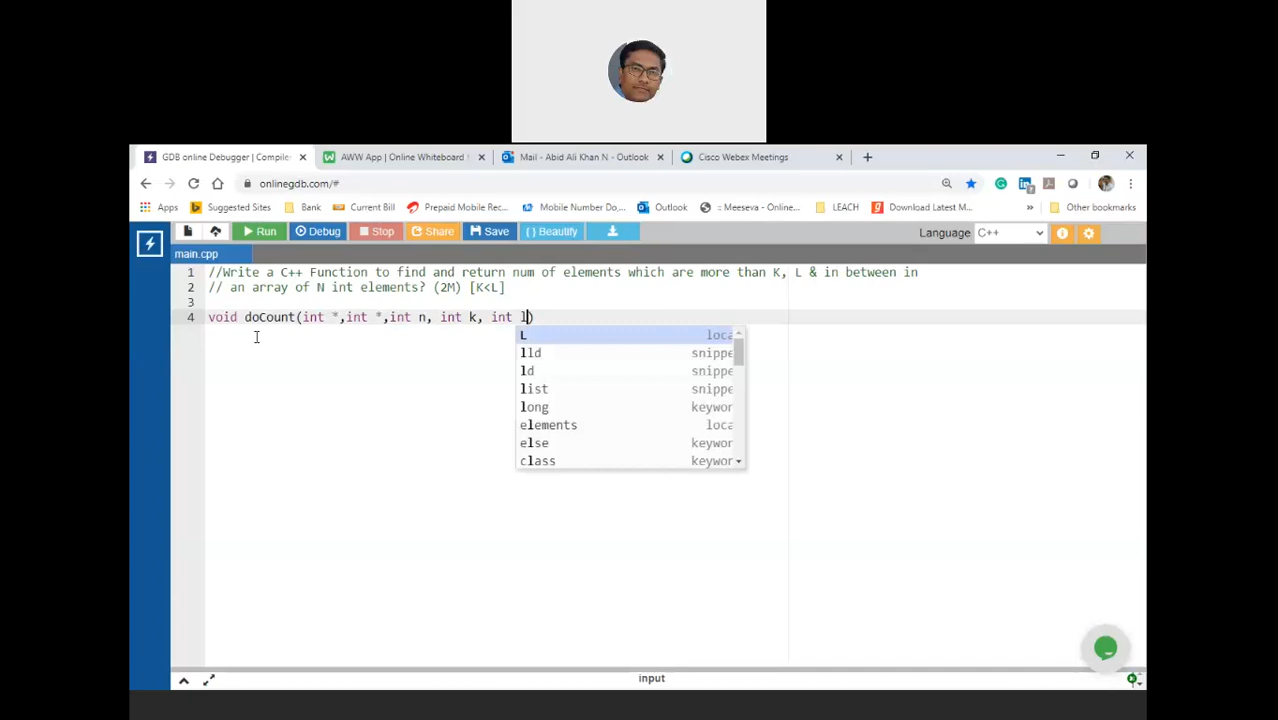 GDB online Debugger | Compiler
AWW App | Online Whiteboard
Mail - Abid Ali Khan N - Outlook
Cisco Webex Meetings
onlinegdb.com/#
Apps
Suggested Sites
Bank
Current Bill
Prepaid Mobile Rec...
Mobile Number Do,...
Outlook
:: Meeseva - Online...
LEACH
Download Latest M...
»
Other bookmarks
Run
Debug
Stop
Share
Save
{ } Beautify
Language
C++
main.cpp
1 //Write a C++ Function to find and return num of elements which are more than K, L & in between in
2 // an array of N int elements? (2M) [K<L]
3
4 void doCount(int *,int *,int n, int k, int l)
L loca
lld snippe
ld snippe
list snippe
long keywor
elements loca
else keywor
class keywor
input